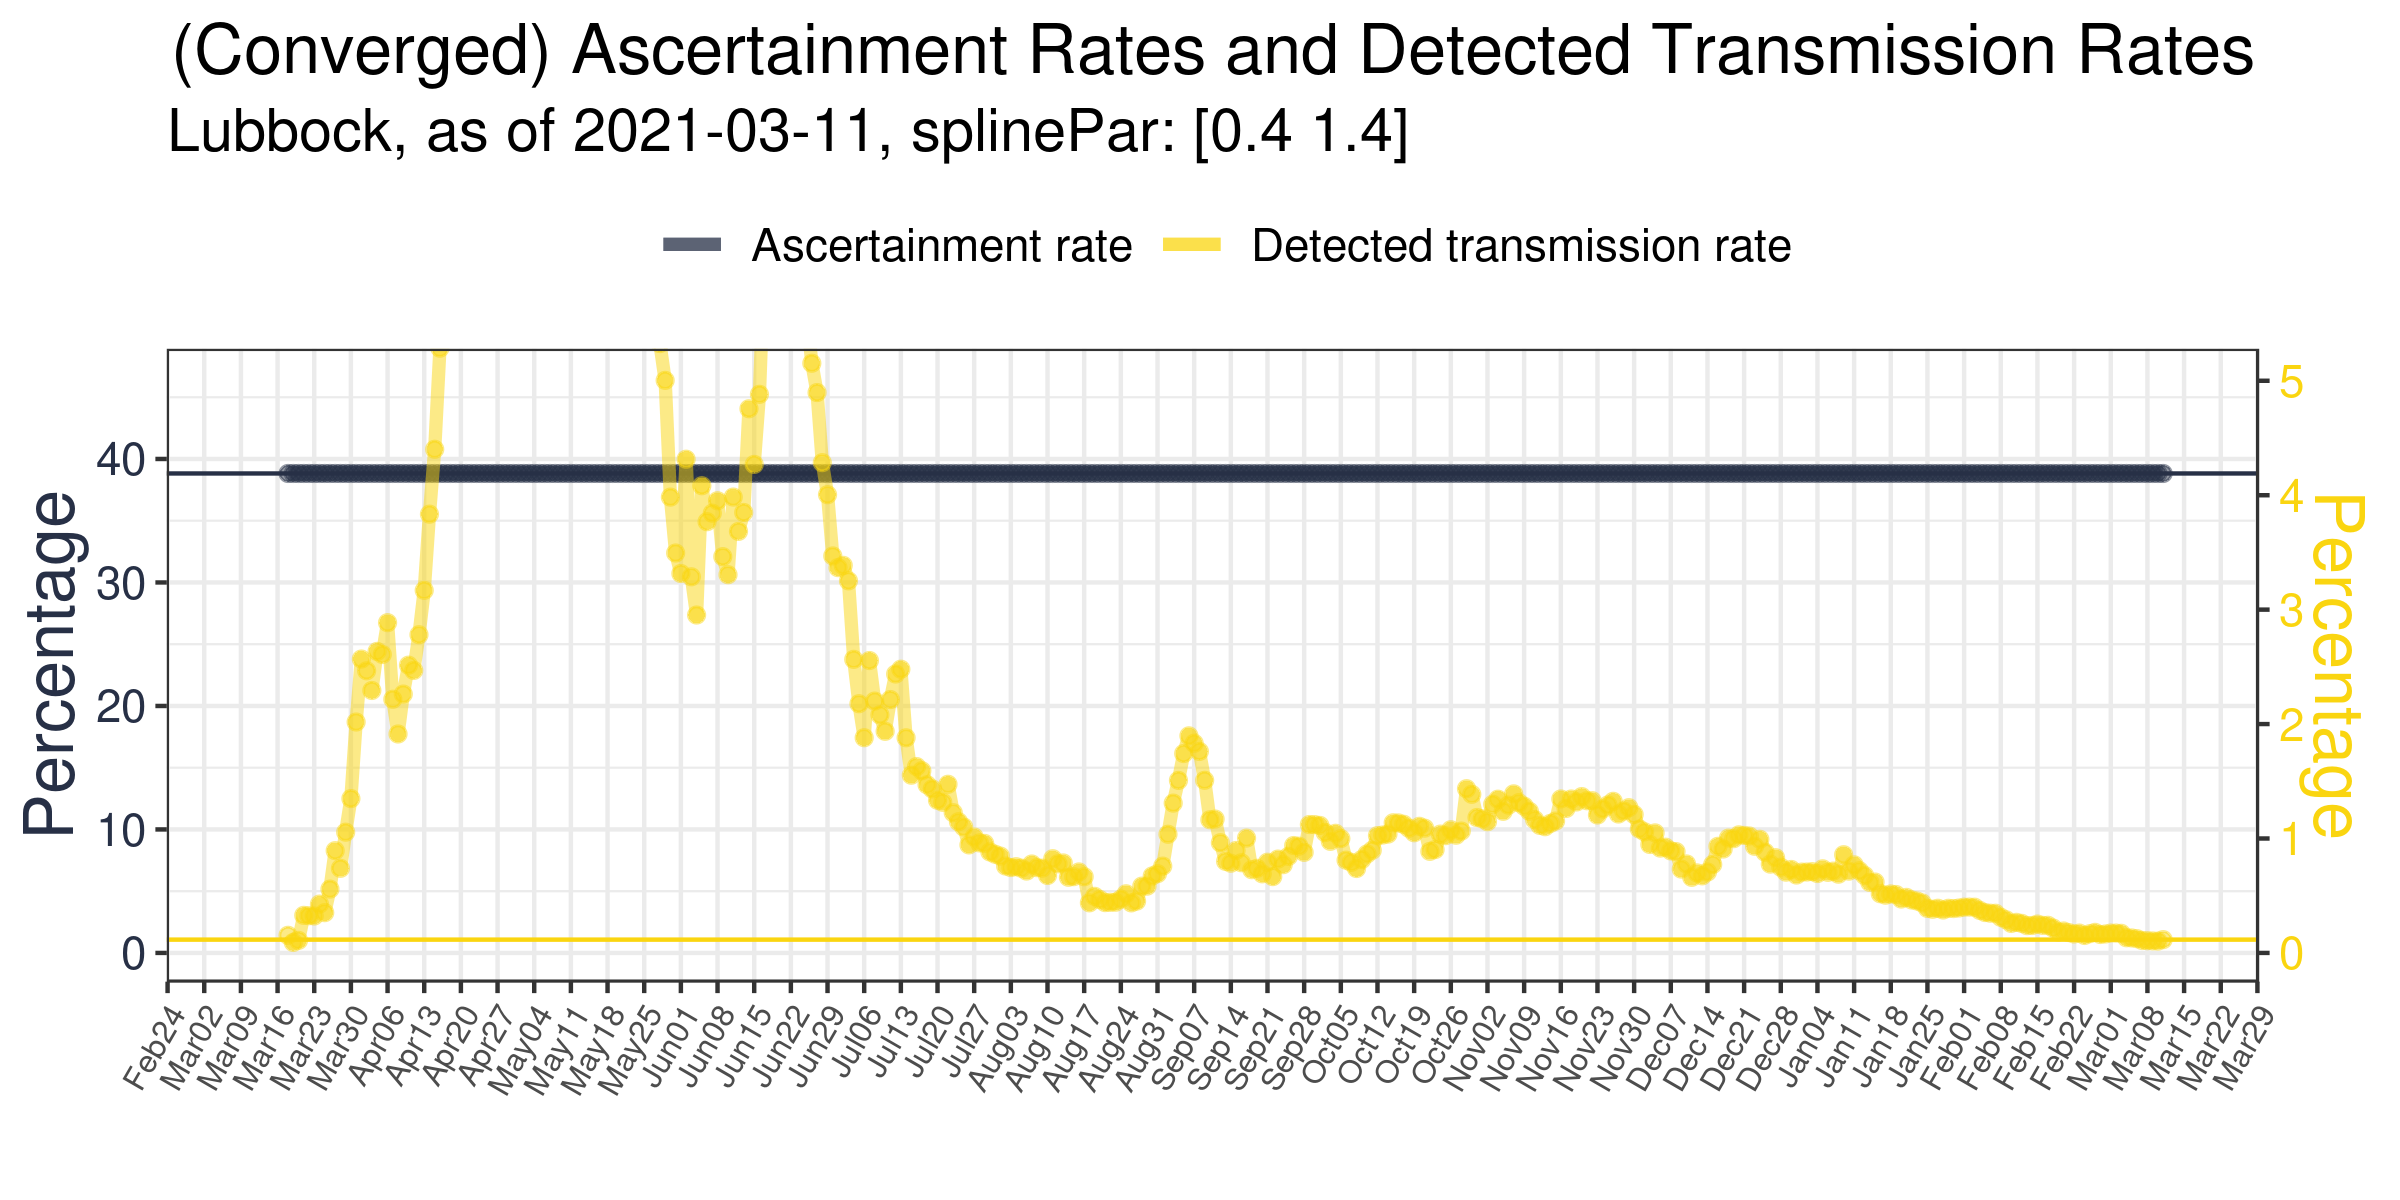 (Converged) Ascertainment Rates and Detected Transmission Rates
Lubbock, as of 2021-03-11, splinePar: [0.4 1.4]
Ascertainment rate
Detected transmission rate
Percentage
40
30
20
10
0
5
4
3
2
1
0
Percentage
Feb24
Mar02
Mar09
Mar16
Mar23
Mar30
Apr06
Apr13
Apr20
Apr27
May04
May11
May18
May25
Jun01
Jun08
Jun15
Jun22
Jun29
Jul06
Jul13
Jul20
Jul27
Aug03
Aug10
Aug17
Aug24
Aug31
Sep07
Sep14
Sep21
Sep28
Oct05
Oct12
Oct19
Oct26
Nov02
Nov09
Nov16
Nov23
Nov30
Dec07
Dec14
Dec21
Dec28
Jan04
Jan11
Jan18
Jan25
Feb01
Feb08
Feb15
Feb22
Mar01
Mar08
Mar15
Mar22
Mar29